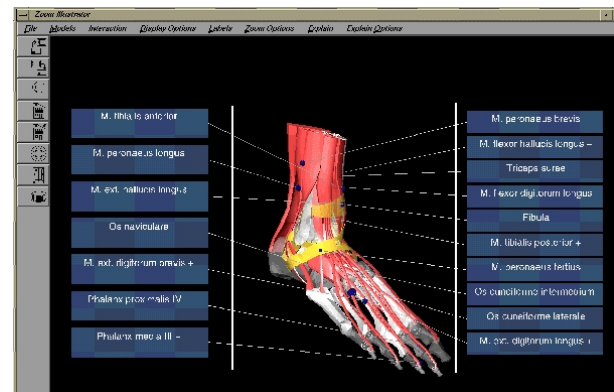 Zoom Illustrator
File Models Interaction Display Options Labels Zoom Options Explain Explain Options
M. tibialis anterior
M. peronaeus longus
M. ext. hallucis longus
Os naviculare
M. ext. digitorum brevis +
Phalanx proximalis IV
Phalanx media III -
M. peronaeus brevis
M. flexor hallucis longus -
Triceps surae
M. flexor digitorum longus
Fibula
M. tibialis posterior +
M. peronaeus tertius
Os cuneiforme intermedium
Os cuneiforme laterale
M. ext. digitorum longus +